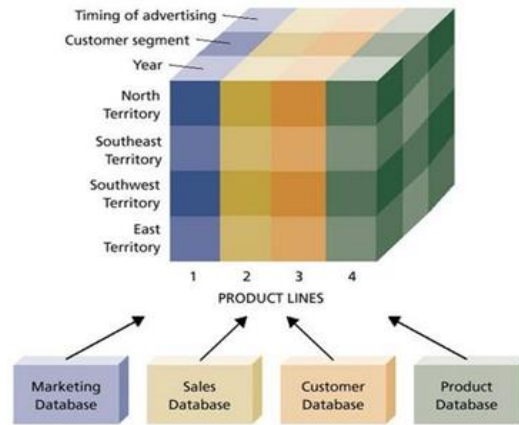 Timing of advertising
Customer segment
Year
North
Territory
Southeast
Territory
Southwest
Territory
East
Territory
1 2 3 4
PRODUCT LINES
Marketing
Database
Sales
Database
Customer
Database
Product
Database